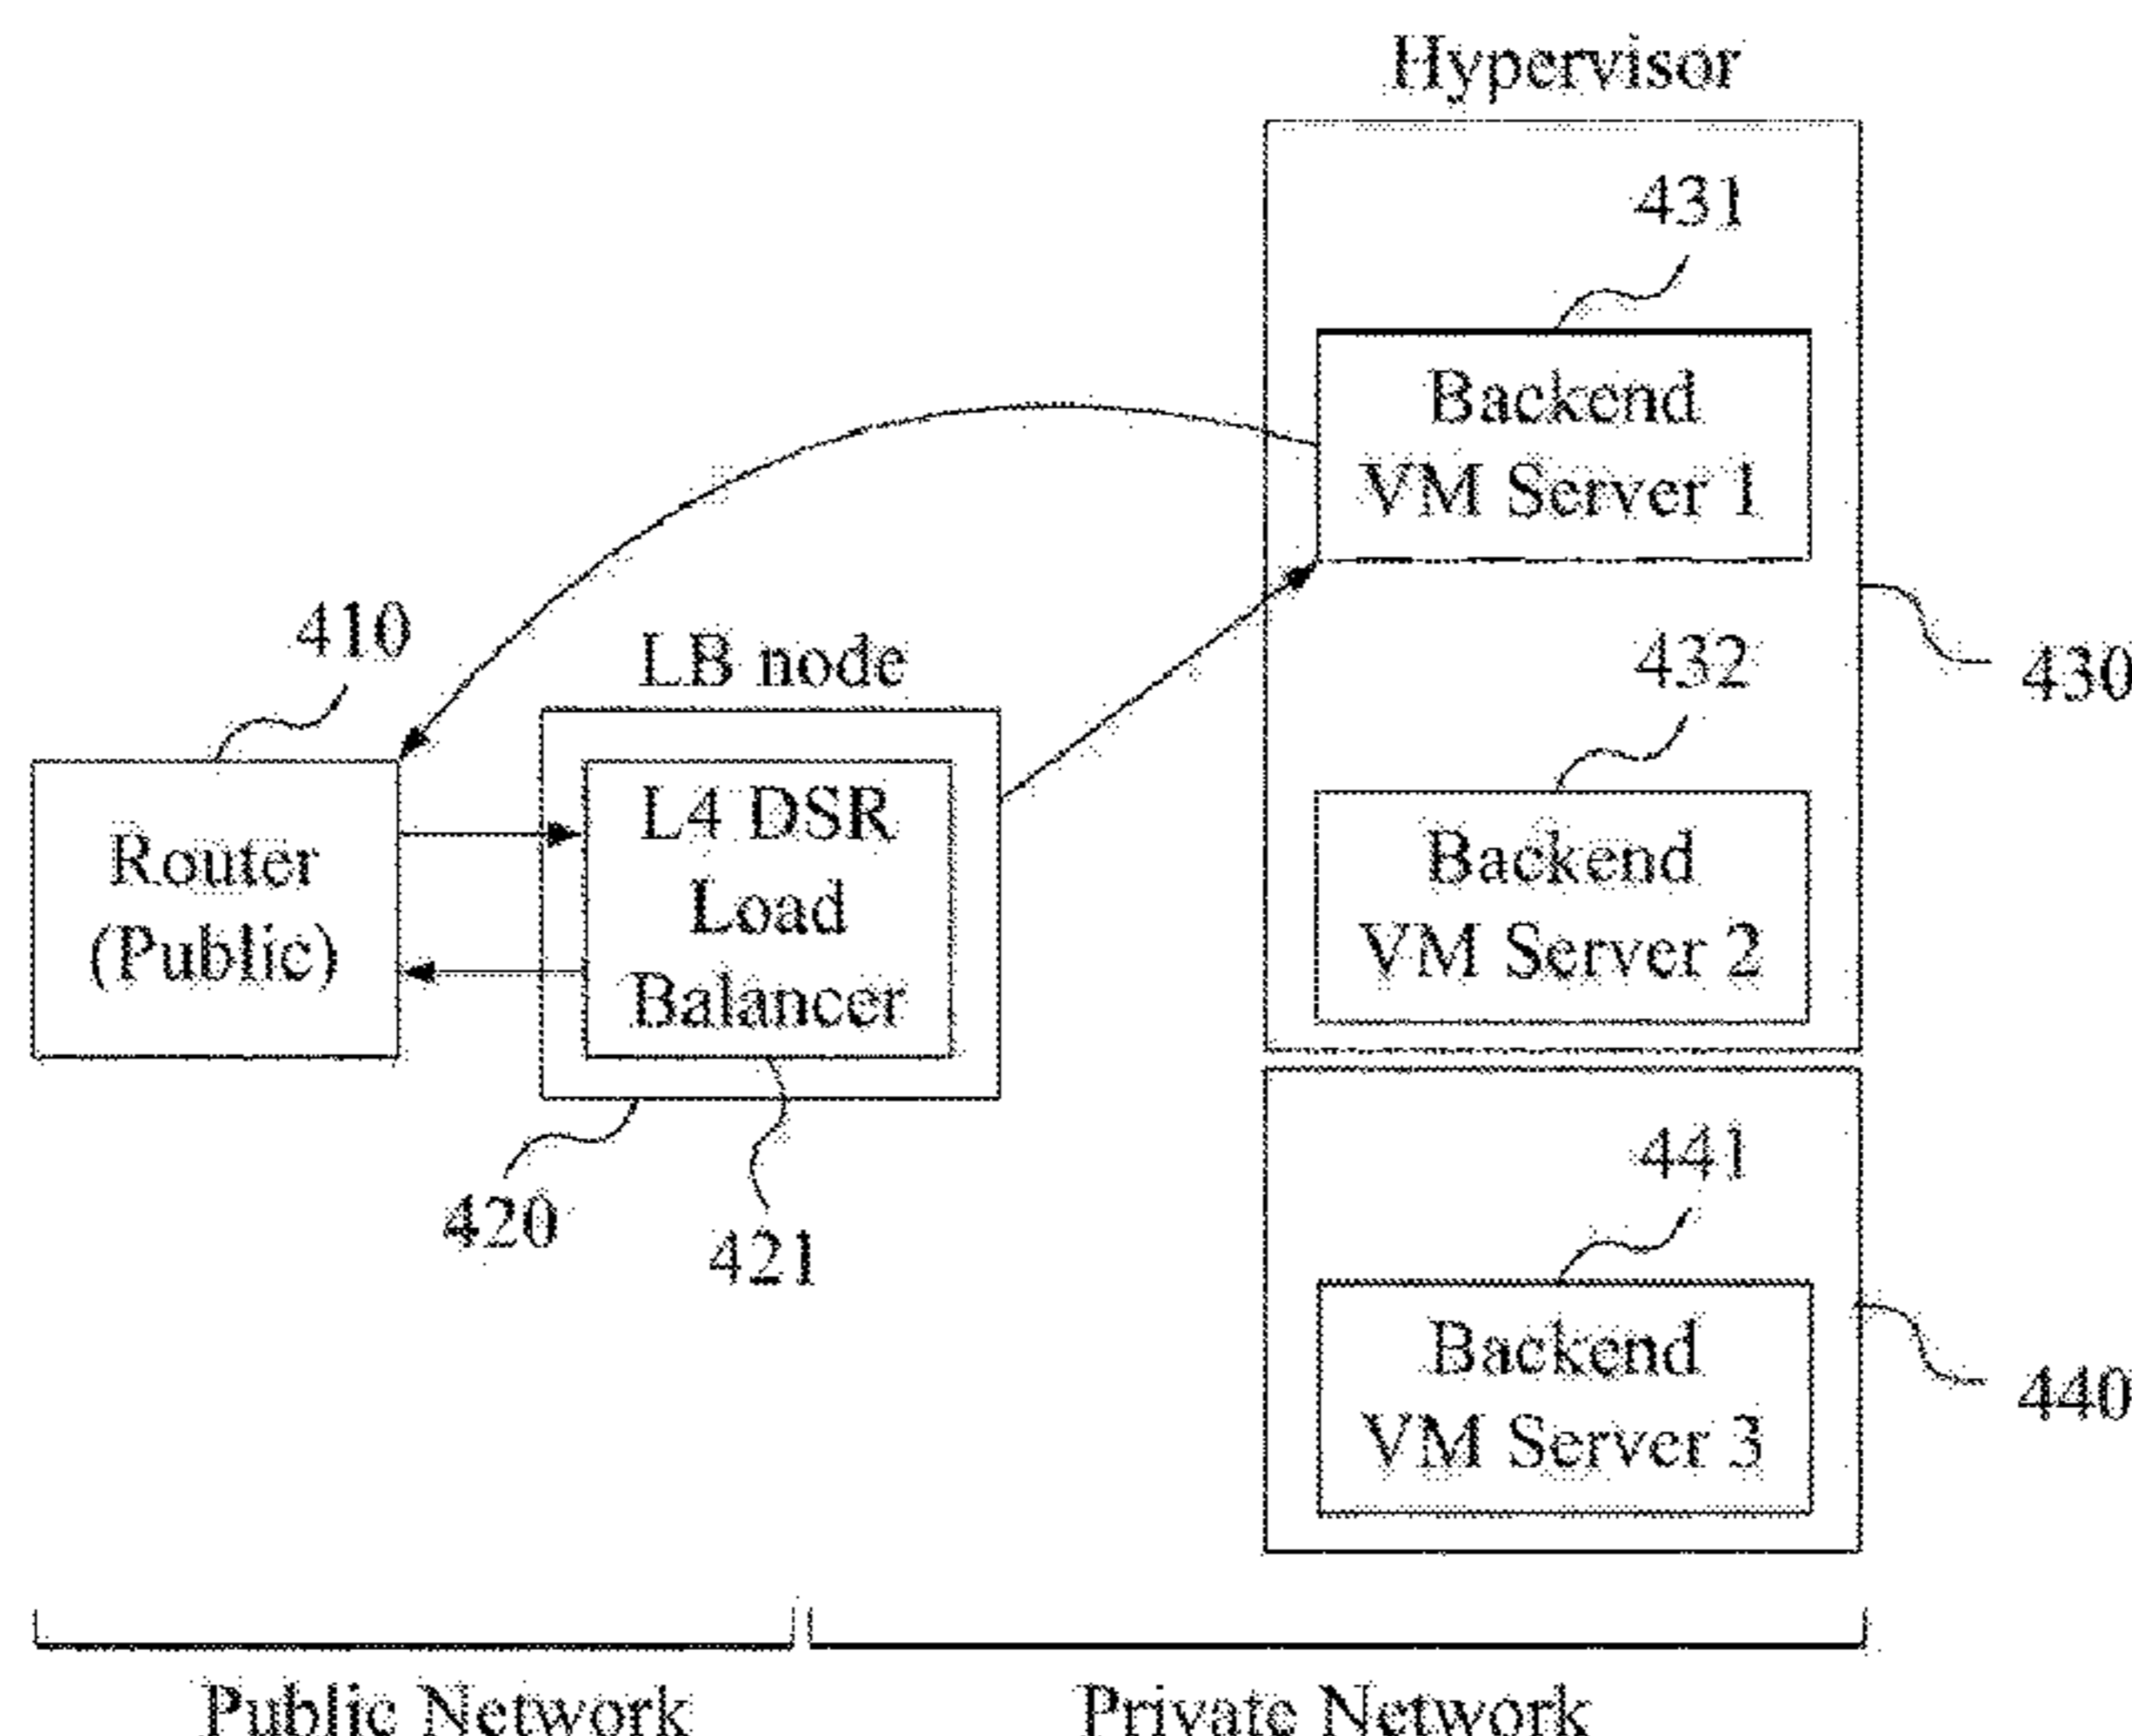 Hypervisor
431
Backend
VM Server 1
410
LB node
432
430
Router
(Public)
L4 DSR
Load
Balancer
Backend
VM Server 2
420
421
441
Backend
VM Server 3
440
Public Network
Private Network